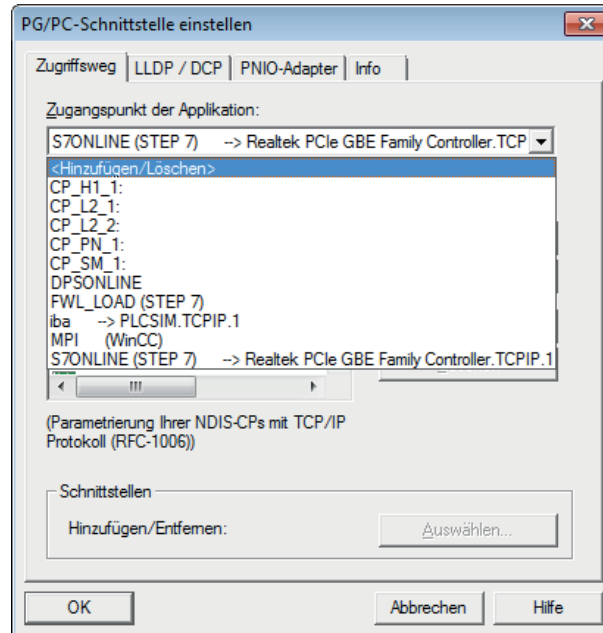 PG/PC-Schnittstelle einstellen
Zugriffsweg LLDP / DCP PNIO-Adapter Info
Zugangspunkt der Applikation:
S7ONLINE (STEP 7) --> Realtek PCIe GBE Family Controller.TCP
<Hinzufügen/Löschen>
CP_H1_1:
CP_L2_1:
CP_L2_2:
CP_PN_1:
CP_SM_1:
DPSONLINE
FWL_LOAD (STEP 7)
iba --> PLCSIM.TCPIP.1
MPI (WinCC)
S7ONLINE (STEP 7) --> Realtek PCIe GBE Family Controller.TCPIP.1
(Parametrierung Ihrer NDIS-CPs mit TCP/IP
Protokoll (RFC-1006))
Schnittstellen
Hinzufügen/Entfernen: Auswählen...
OK Abbrechen Hilfe